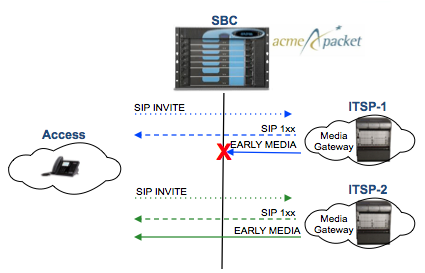 SBC
acme packet
SIP INVITE
ITSP-1
SIP 1xx
Access
Media
Gateway
EARLY MEDIA
X
SIP INVITE
ITSP-2
SIP 1xx
Media
Gateway
EARLY MEDIA